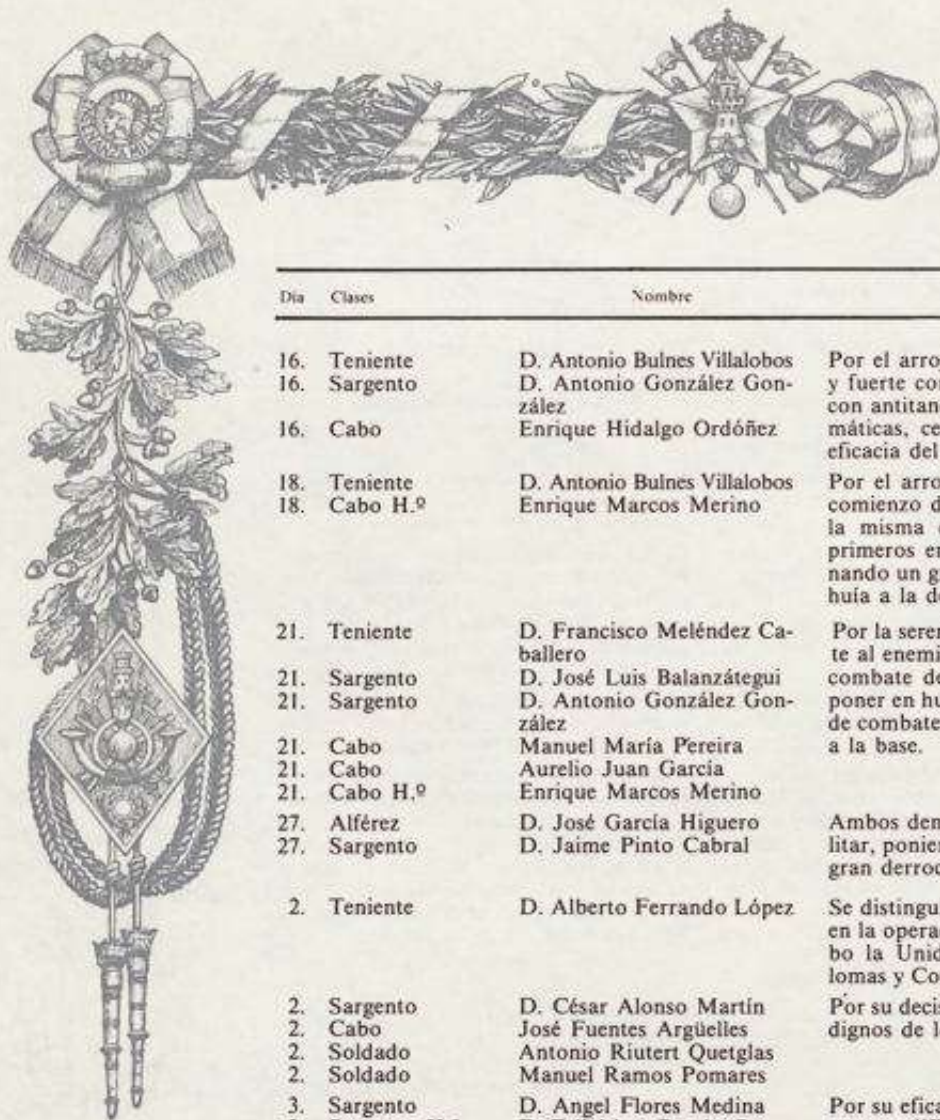 Día Clases Nombre
16. Teniente D. Antonio Bulnes Villalobos Por el arro
16. Sargento D. Antonio González Gon- y fuerte co
zález con antitan
16. Cabo Enrique Hidalgo Ordóñez máticas, ce
eficacia del
18. Teniente D. Antonio Bulnes Villalobos Por el arro
18. Cabo H.º Enrique Marcos Merino comienzo d
la misma
primeros en
nando un g
huía a la d
21. Teniente D. Francisco Meléndez Ca- Por la seren
ballero te al enemi
21. Sargento D. José Luis Balanzátegui combate de
21. Sargento D. Antonio González Gon- poner en hu
zález de combate
21. Cabo Manuel María Pereira a la base.
21. Cabo Aurelio Juan García
21. Cabo H.º Enrique Marcos Merino
27. Alférez D. José García Higuero Ambos den
27. Sargento D. Jaime Pinto Cabral litar, ponien
gran derroc
2. Teniente D. Alberto Ferrando López Se distingu
en la opera
bo la Unid
lomas y Co
2. Sargento D. César Alonso Martín Por su decis
2. Cabo José Fuentes Argüelles dignos de l
2. Soldado Antonio Riutert Quetglas
2. Soldado Manuel Ramos Pomares
3. Sargento D. Angel Flores Medina Por su efica